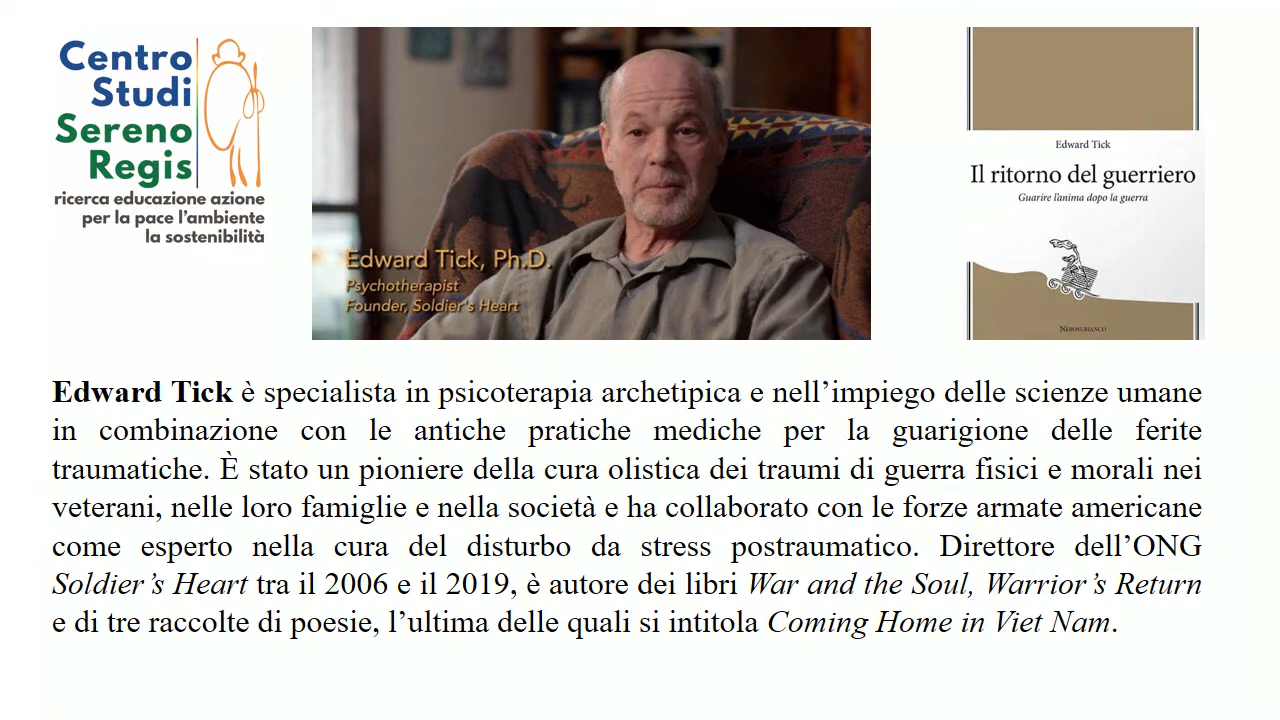 Centro
Studi
Sereno
Regis
ricerca educazione azione
per la pace l’ambiente
la sostenibilità
Edward Tick, Ph.D.
Psychotherapist
Founder, Soldier's Heart
Edward Tick
Il ritorno del guerriero
Guarire l’anima dopo la guerra
Nerosubianco
Edward Tick è specialista in psicoterapia archetipica e nell’impiego delle scienze umane
in combinazione con le antiche pratiche mediche per la guarigione delle ferite
traumatiche. È stato un pioniere della cura olistica dei traumi di guerra fisici e morali nei
veterani, nelle loro famiglie e nella società e ha collaborato con le forze armate americane
come esperto nella cura del disturbo da stress postraumatico. Direttore dell’ONG
Soldier’s Heart tra il 2006 e il 2019, è autore dei libri War and the Soul, Warrior’s Return
e di tre raccolte di poesie, l’ultima delle quali si intitola Coming Home in Viet Nam.